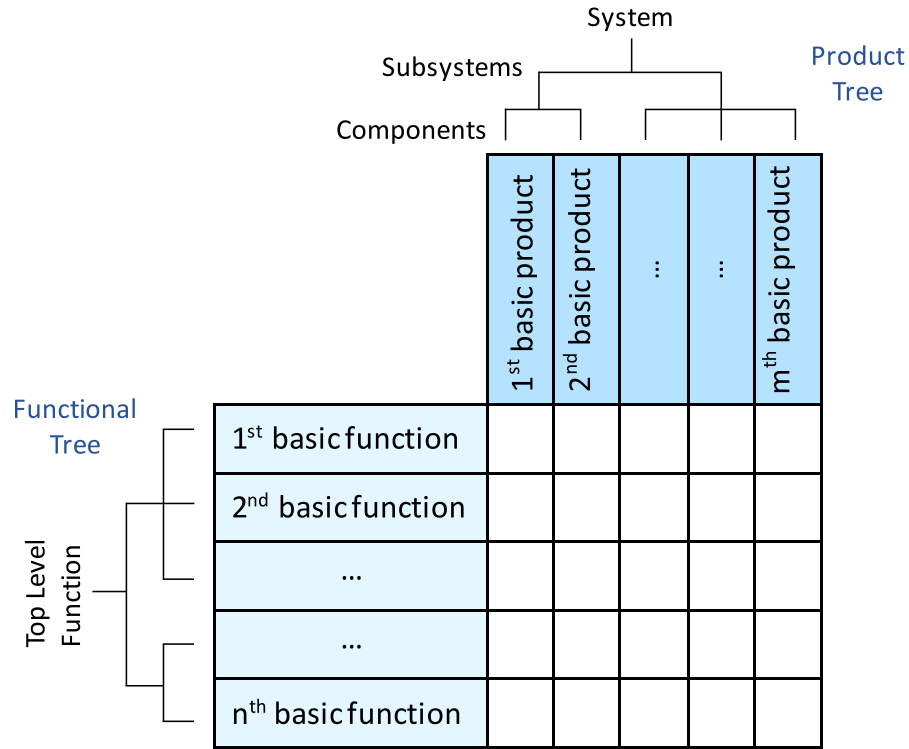 System
Product
Tree
Subsystems
Components
1st basic product
2nd basic product
...
...
mth basic product
Functional
Tree
Top Level
Function
1st basic function
2nd basic function
...
...
nth basic function